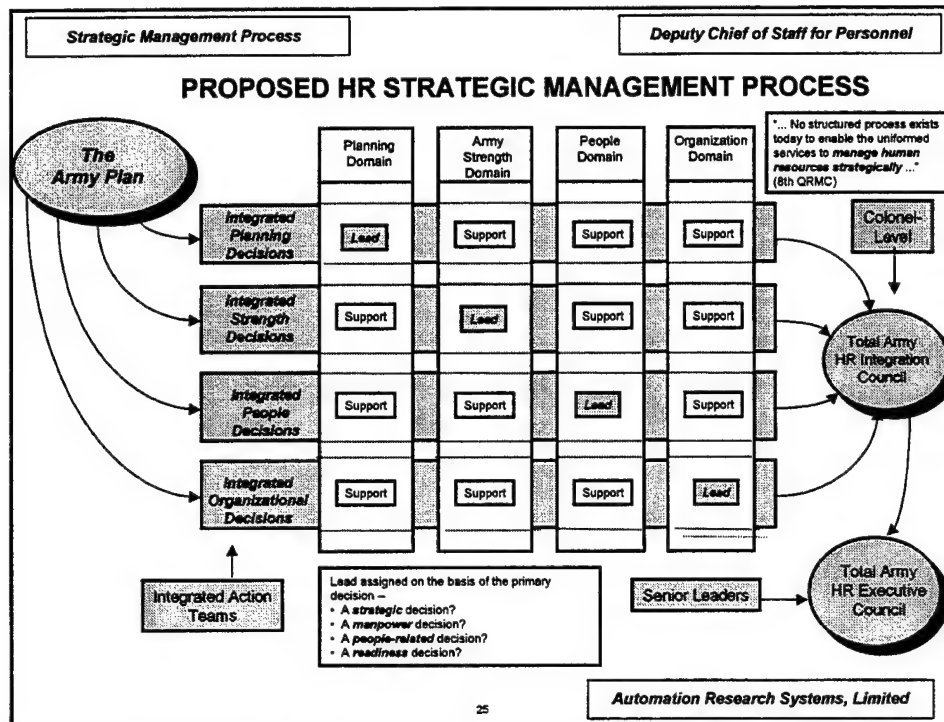 Strategic Management Process
Deputy Chief of Staff for Personnel
PROPOSED HR STRATEGIC MANAGEMENT PROCESS
The
Army Plan
Planning
Domain
Army
Strength
Domain
People
Domain
Organization
Domain
"... No structured process exists
today to enable the uniformed
services to manage human
resources strategically ..."
(8th QRMC)
Integrated
Planning
Decisions
Lead
Support
Support
Support
Colonel-
Level
Integrated
Strength
Decisions
Support
Lead
Support
Support
Total Army
HR Integration
Council
Integrated
People
Decisions
Support
Support
Lead
Support
Integrated
Organizational
Decisions
Support
Support
Support
Lead
Integrated Action
Teams
Lead assigned on the basis of the primary
decision –
• A strategic decision?
• A manpower decision?
• A people-related decision?
• A readiness decision?
Senior Leaders
Total Army
HR Executive
Council
25
Automation Research Systems, Limited